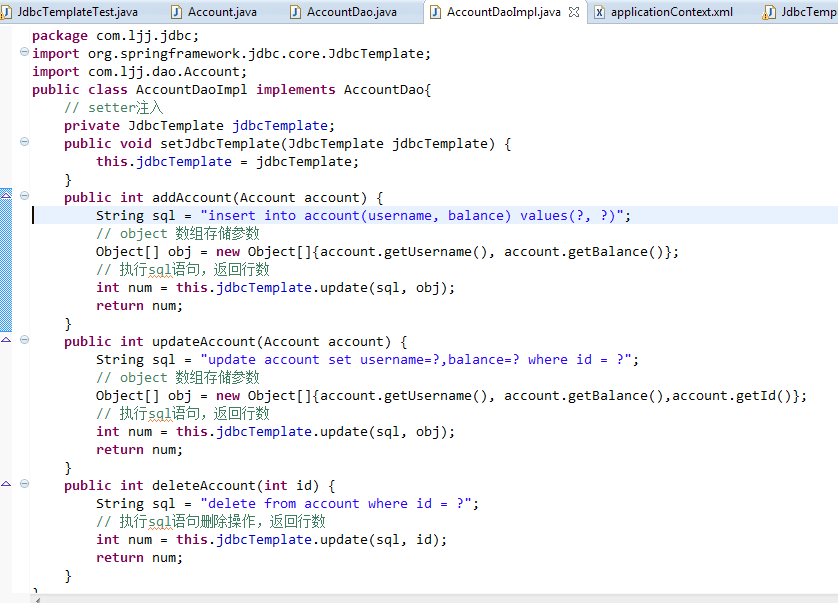 JdbcTemplateTest.java Account.java AccountDao.java AccountDaoImpl.java applicationContext.xml JdbcTemp
package com.ljj.jdbc;
import org.springframework.jdbc.core.JdbcTemplate;
import com.ljj.dao.Account;
public class AccountDaoImpl implements AccountDao{
    // setter注入
    private JdbcTemplate jdbcTemplate;
    public void setJdbcTemplate(JdbcTemplate jdbcTemplate) {
        this.jdbcTemplate = jdbcTemplate;
    }
    public int addAccount(Account account) {
        String sql = "insert into account(username, balance) values(?, ?)";
        // object 数组存储参数
        Object[] obj = new Object[]{account.getUsername(), account.getBalance()};
        // 执行sql语句，返回行数
        int num = this.jdbcTemplate.update(sql, obj);
        return num;
    }
    public int updateAccount(Account account) {
        String sql = "update account set username=?,balance=? where id = ?";
        // object 数组存储参数
        Object[] obj = new Object[]{account.getUsername(), account.getBalance(),account.getId()};
        // 执行sql语句，返回行数
        int num = this.jdbcTemplate.update(sql, obj);
        return num;
    }
    public int deleteAccount(int id) {
        String sql = "delete from account where id = ?";
        // 执行sql语句删除操作，返回行数
        int num = this.jdbcTemplate.update(sql, id);
        return num;
    }
}